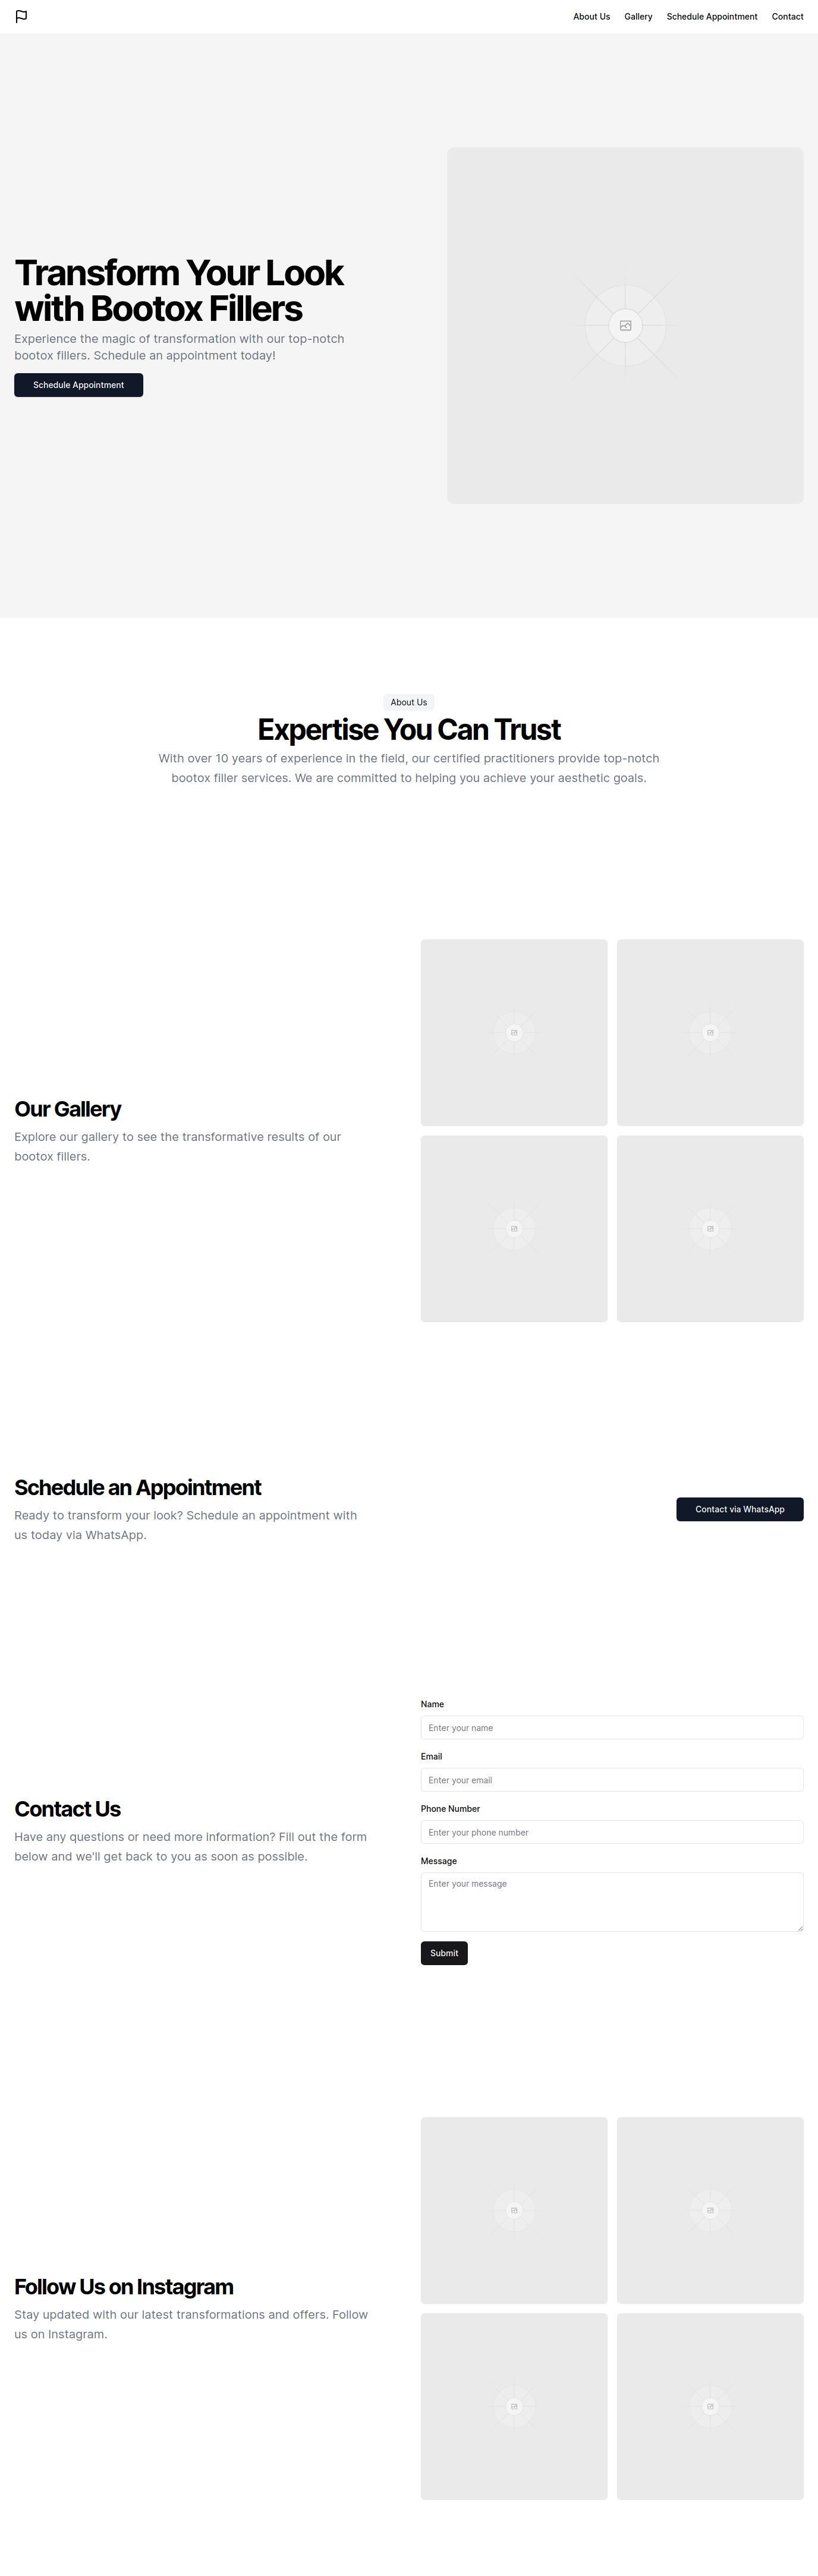 About Us Gallery Schedule Appointment Contact
Transform Your Look
with Bootox Fillers
Experience the magic of transformation with our top-notch
bootox fillers. Schedule an appointment today!
Schedule Appointment
About Us
Expertise You Can Trust
With over 10 years of experience in the field, our certified practitioners provide top-notch
bootox filler services. We are committed to helping you achieve your aesthetic goals.
Our Gallery
Explore our gallery to see the transformative results of our
bootox fillers.
Schedule an Appointment
Ready to transform your look? Schedule an appointment with
us today via WhatsApp.
Contact via WhatsApp
Contact Us
Have any questions or need more information? Fill out the form
below and we'll get back to you as soon as possible.
Name
Enter your name
Email
Enter your email
Phone Number
Enter your phone number
Message
Enter your message
Submit
Follow Us on Instagram
Stay updated with our latest transformations and offers. Follow
us on Instagram.